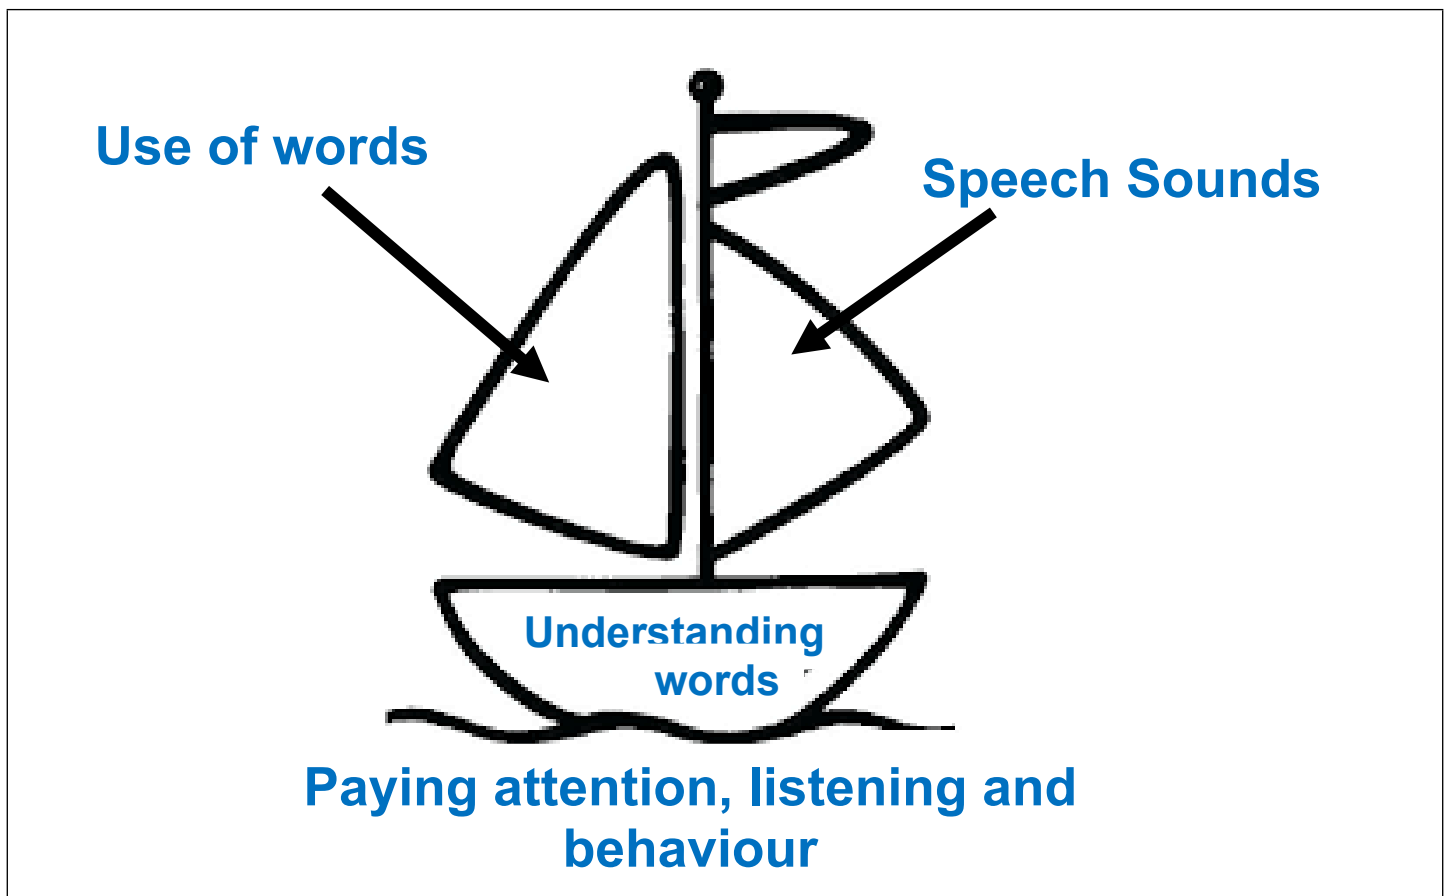 Use of words
Speech Sounds
Understanding
words
Paying attention, listening and
behaviour